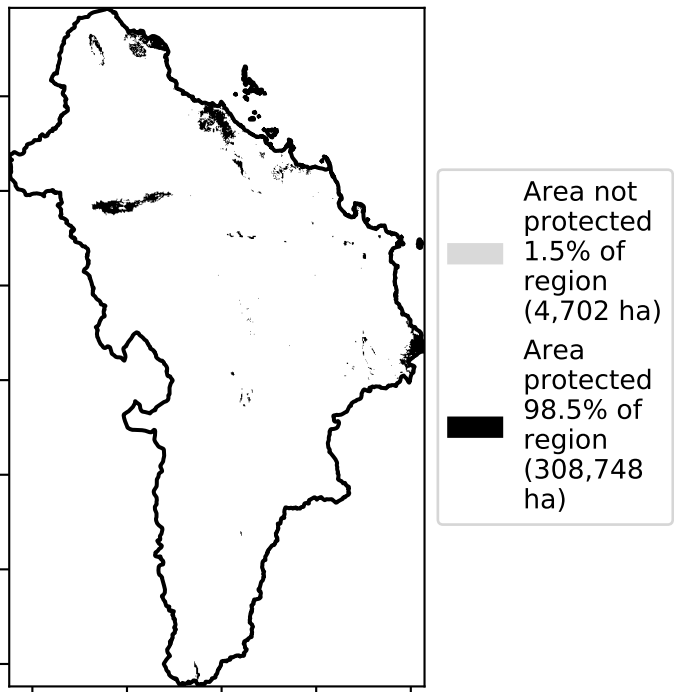 Area not
protected
1.5% of
region
(4,702 ha)
Area
protected
98.5% of
region
(308,748
ha)